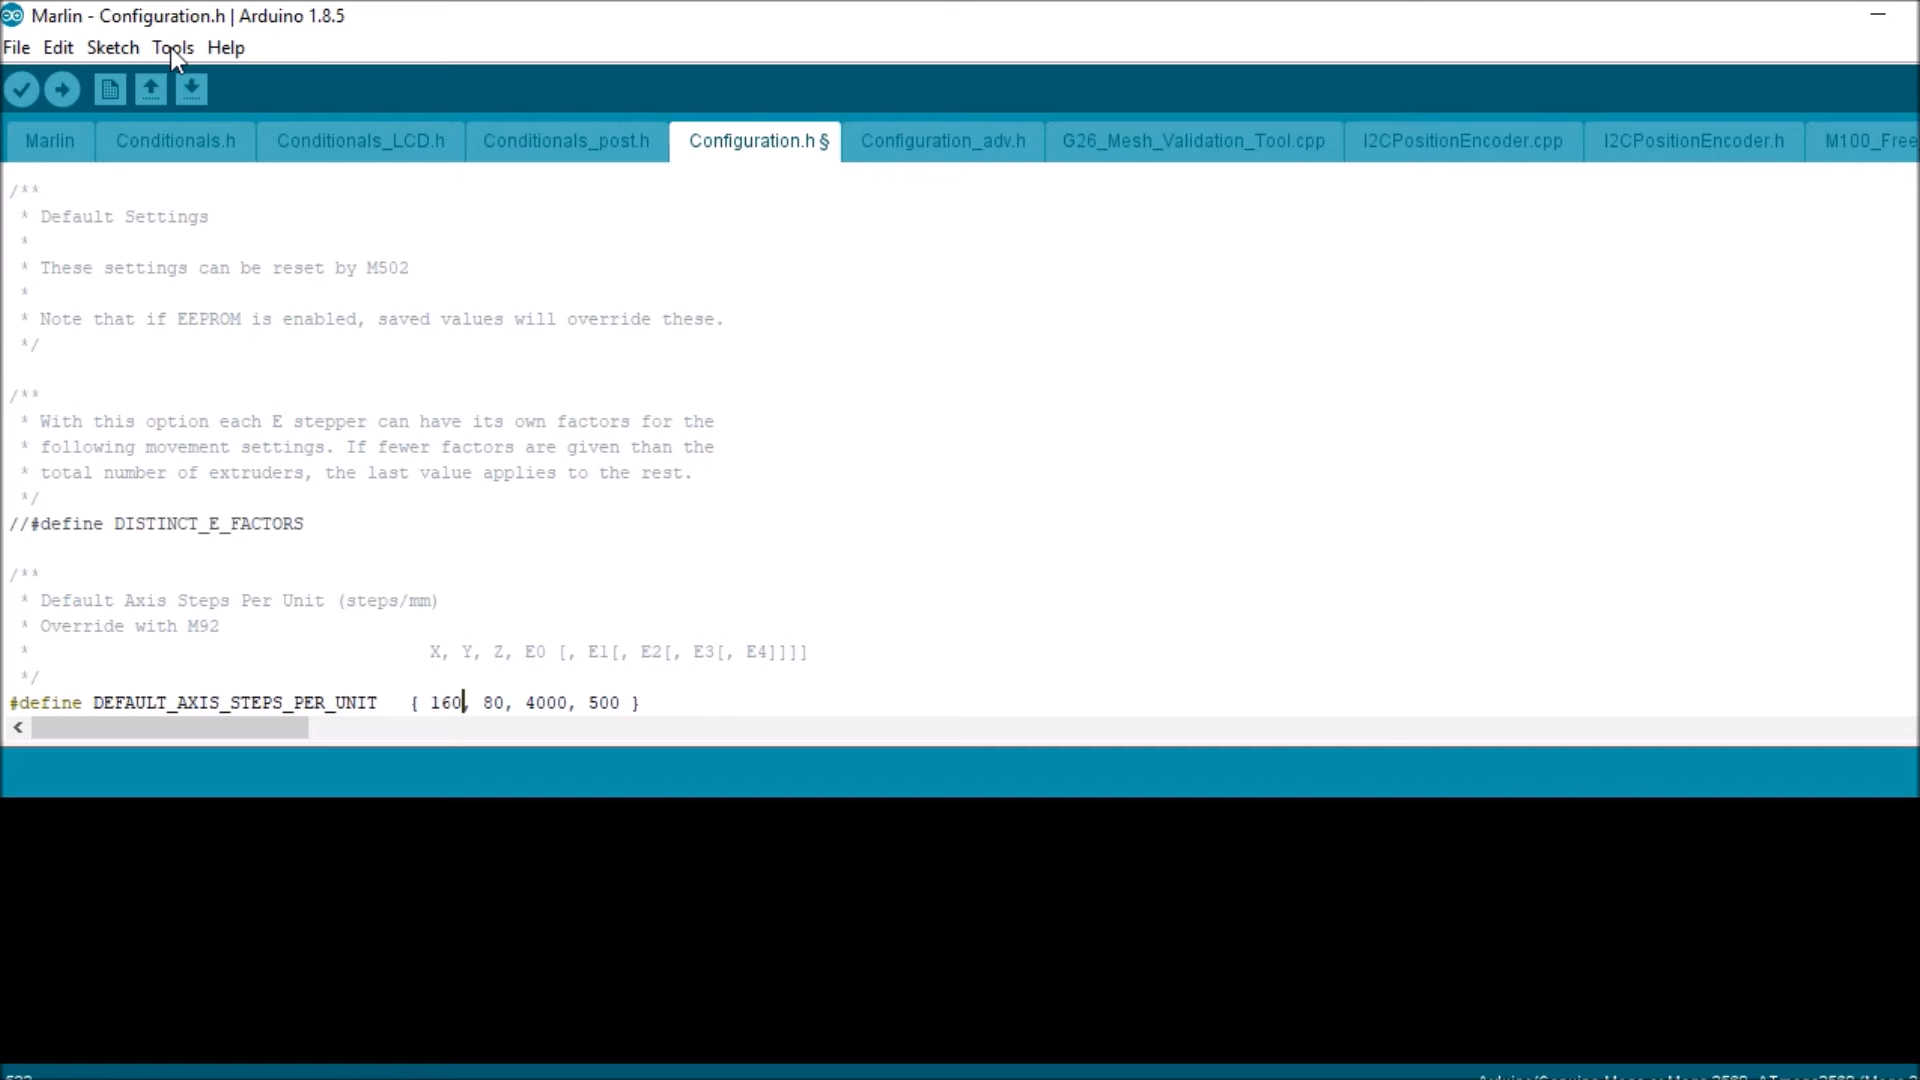 Marlin - Configuration.h | Arduino 1.8.5
File Edit Sketch Tools Help
Marlin Conditionals.h Conditionals_LCD.h Conditionals_post.h Configuration.h § Configuration_adv.h G26_Mesh_Validation_Tool.cpp I2CPositionEncoder.cpp I2CPositionEncoder.h M100_Free
/**
* Default Settings
*
* These settings can be reset by M502
*
* Note that if EEPROM is enabled, saved values will override these.
*/
/**
* With this option each E stepper can have its own factors for the
* following movement settings. If fewer factors are given than the
* total number of extruders, the last value applies to the rest.
*/
//#define DISTINCT_E_FACTORS
/**
* Default Axis Steps Per Unit (steps/mm)
* Override with M92
* X, Y, Z, E0 [, E1[, E2[, E3[, E4]]]]
*/
#define DEFAULT_AXIS_STEPS_PER_UNIT { 160, 80, 4000, 500 }